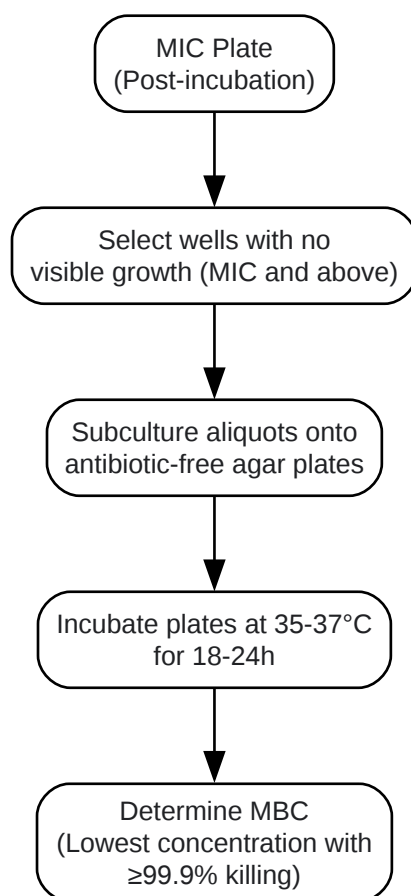 MIC Plate
(Post-incubation)
Select wells with no
visible growth (MIC and above)
Subculture aliquots onto
antibiotic-free agar plates
Incubate plates at 35-37°C
for 18-24h
Determine MBC
(Lowest concentration with
≥99.9% killing)